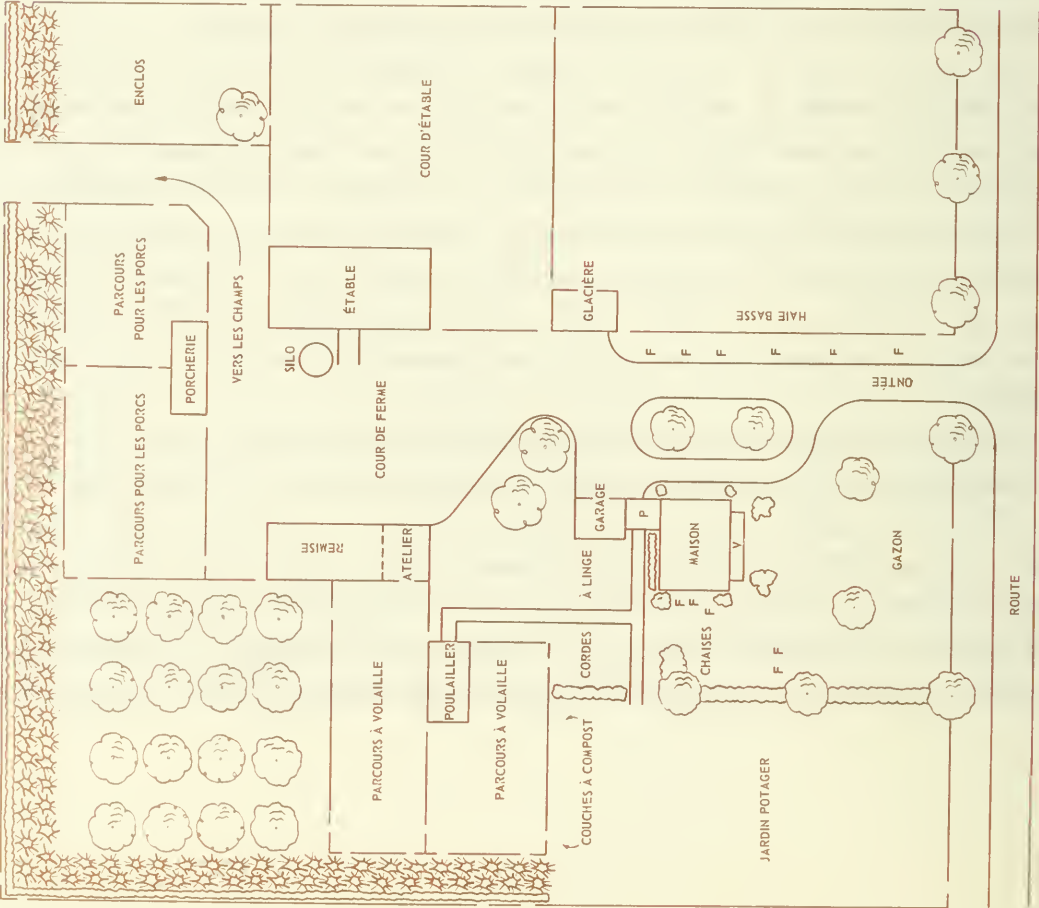 ENCLOS
COUR D'ÉTABLE
PARCOURS
POUR LES PORCS
VERS LES CHAMPS
ÉTABLE
GLACIÈRE
HAIE BASSE
PORCHERIE
SILO
PARCOURS POUR LES PORCS
COUR DE FERME
F F F F F F
ONTÉE
REMISE
ATELIER
GARAGE
P
MAISON
V
À LINGE
GAZON
PARCOURS À VOLAILLE
POULAILLER
PARCOURS À VOLAILLE
CORDES
CHAISES
F F F
F F
COUCHES À COMPOST
JARDIN POTAGER
ROUTE